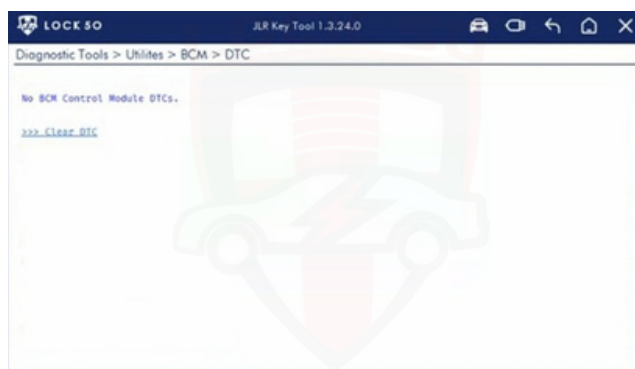 LOCK 50
JLR Key Tool 1.3.24.0
Diagnostic Tools > Utilites > BCM > DTC
No BCM Control Module DTCs.
>>> Clear DTC